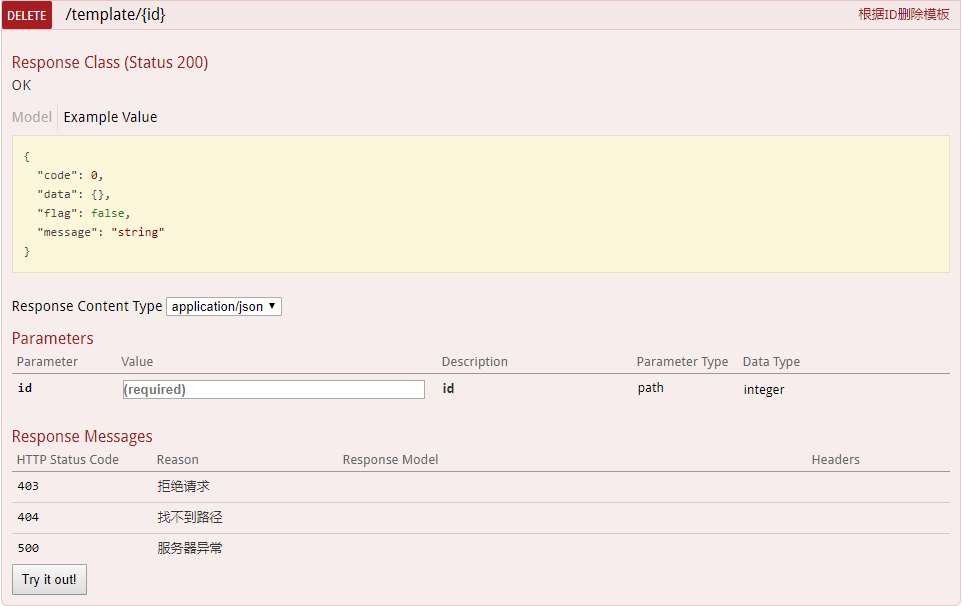 DELETE /template/{id} 根据ID删除模板
Response Class (Status 200)
OK
Model Example Value
{
"code": 0,
"data": {},
"flag": false,
"message": "string"
}
Response Content Type application/json
Parameters
Parameter Value Description Parameter Type Data Type
id (required) id path integer
Response Messages
HTTP Status Code Reason Response Model Headers
403 拒绝请求
404 找不到路径
500 服务器异常
Try it out!